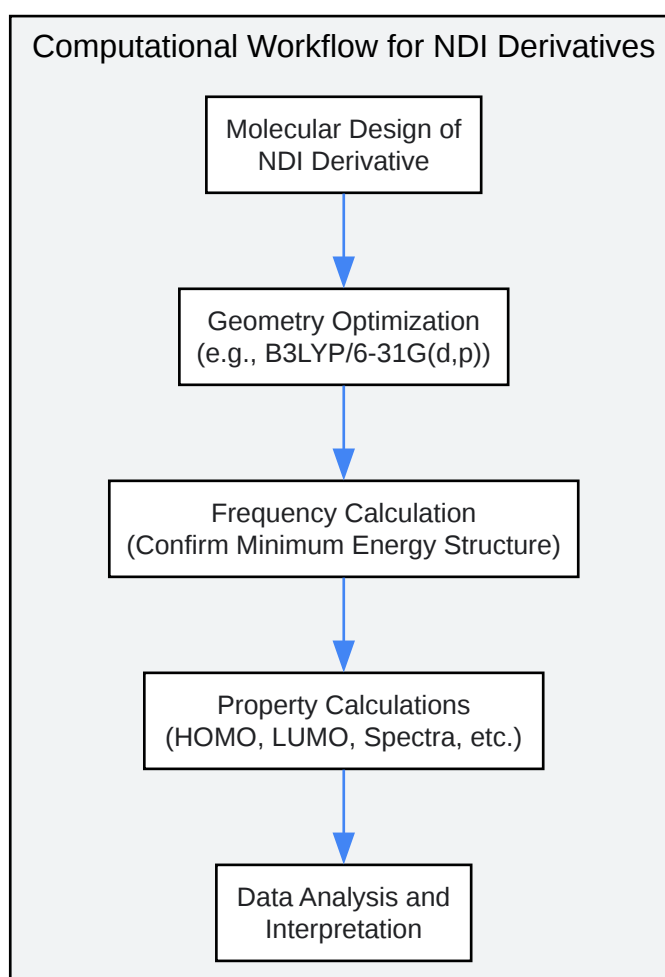 Computational Workflow for NDI Derivatives
Molecular Design of
NDI Derivative
Geometry Optimization
(e.g., B3LYP/6-31G(d,p))
Frequency Calculation
(Confirm Minimum Energy Structure)
Property Calculations
(HOMO, LUMO, Spectra, etc.)
Data Analysis and
Interpretation